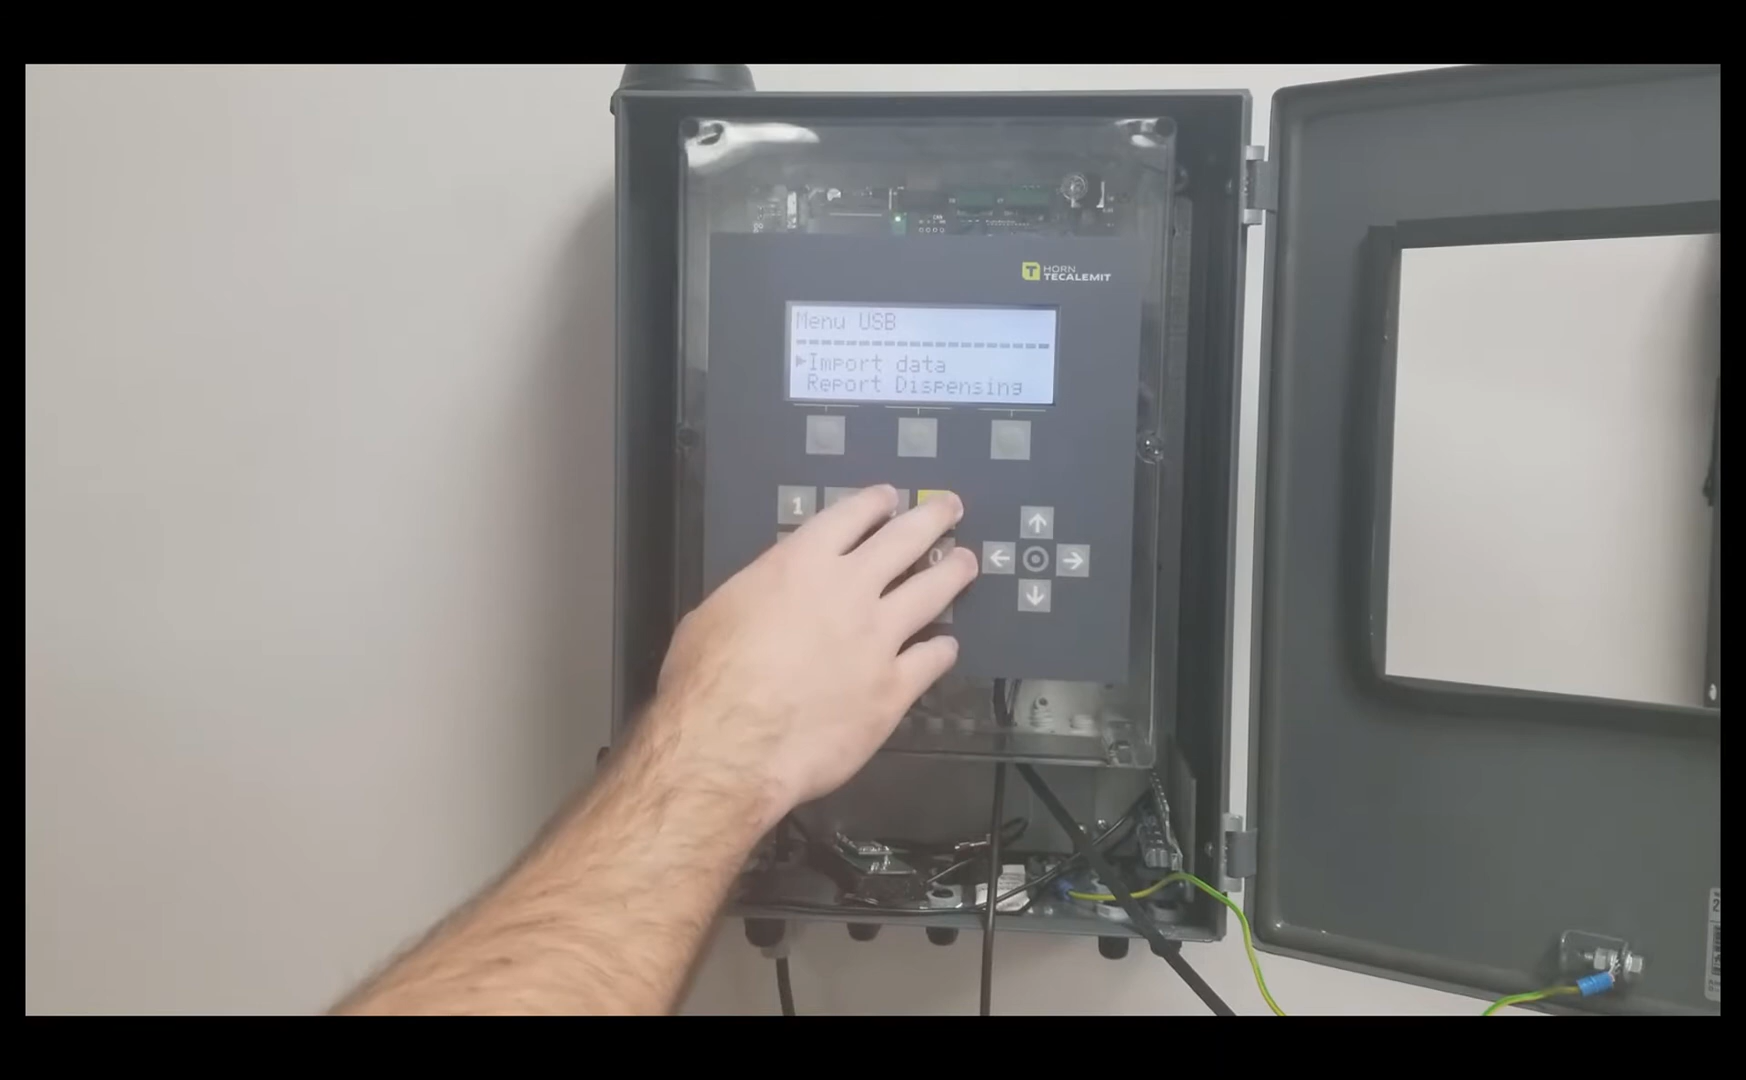 HORN
TECALEMIT
Menu USB
Import data
Report Dispensing
1
0